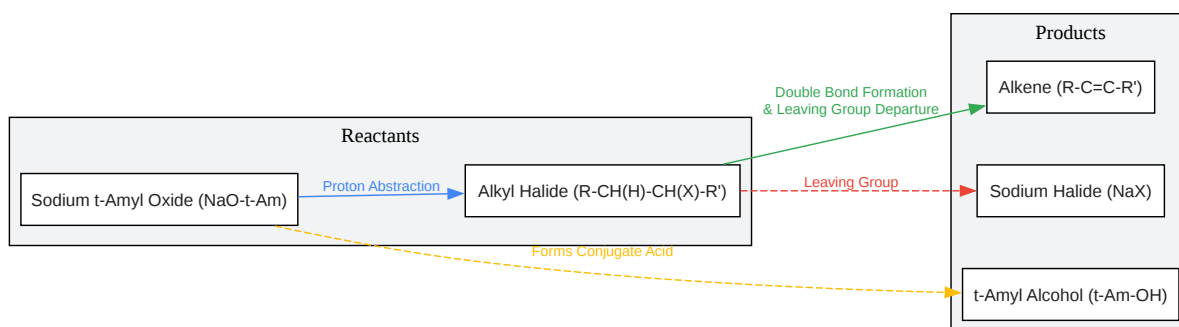 Products
Alkene (R-C=C-R')
Double Bond Formation
& Leaving Group Departure
Reactants
Proton Abstraction
Alkyl Halide (R-CH(H)-CH(X)-R')
Leaving Group
Sodium Halide (NaX)
Sodium t-Amyl Oxide (NaO-t-Am)
Forms Conjugate Acid
t-Amyl Alcohol (t-Am-OH)